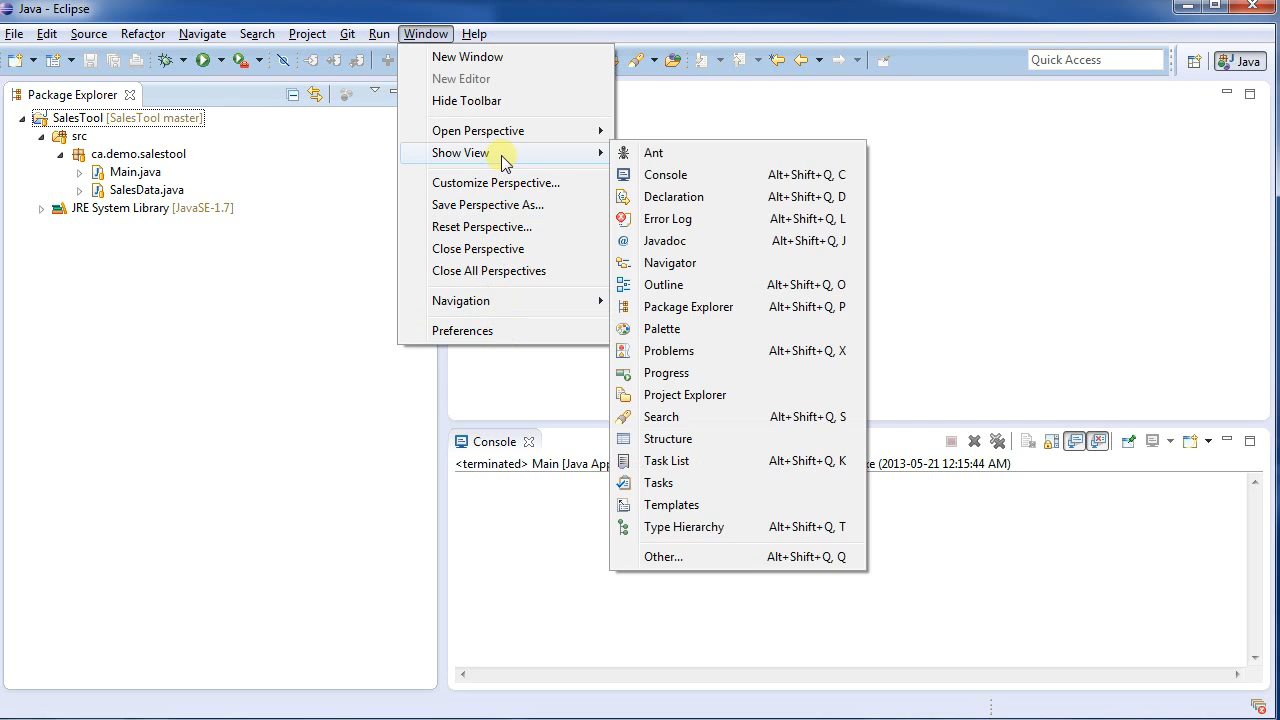 Java - Eclipse
File Edit Source Refactor Navigate Search Project Git Run Window Help
Quick Access
Java
Package Explorer
SalesTool [SalesTool master]
src
ca.demo.salestool
Main.java
SalesData.java
JRE System Library [JavaSE-1.7]
New Window
New Editor
Hide Toolbar
Open Perspective
Show View
Customize Perspective...
Save Perspective As...
Reset Perspective...
Close Perspective
Close All Perspectives
Navigation
Preferences
Ant
Console Alt+Shift+Q, C
Declaration Alt+Shift+Q, D
Error Log Alt+Shift+Q, L
Javadoc Alt+Shift+Q, J
Navigator
Outline Alt+Shift+Q, O
Package Explorer Alt+Shift+Q, P
Palette
Problems Alt+Shift+Q, X
Progress
Project Explorer
Search Alt+Shift+Q, S
Structure
Task List Alt+Shift+Q, K
Tasks
Templates
Type Hierarchy Alt+Shift+Q, T
Other... Alt+Shift+Q, Q
Console
<terminated> Main [Java App (2013-05-21 12:15:44 AM)